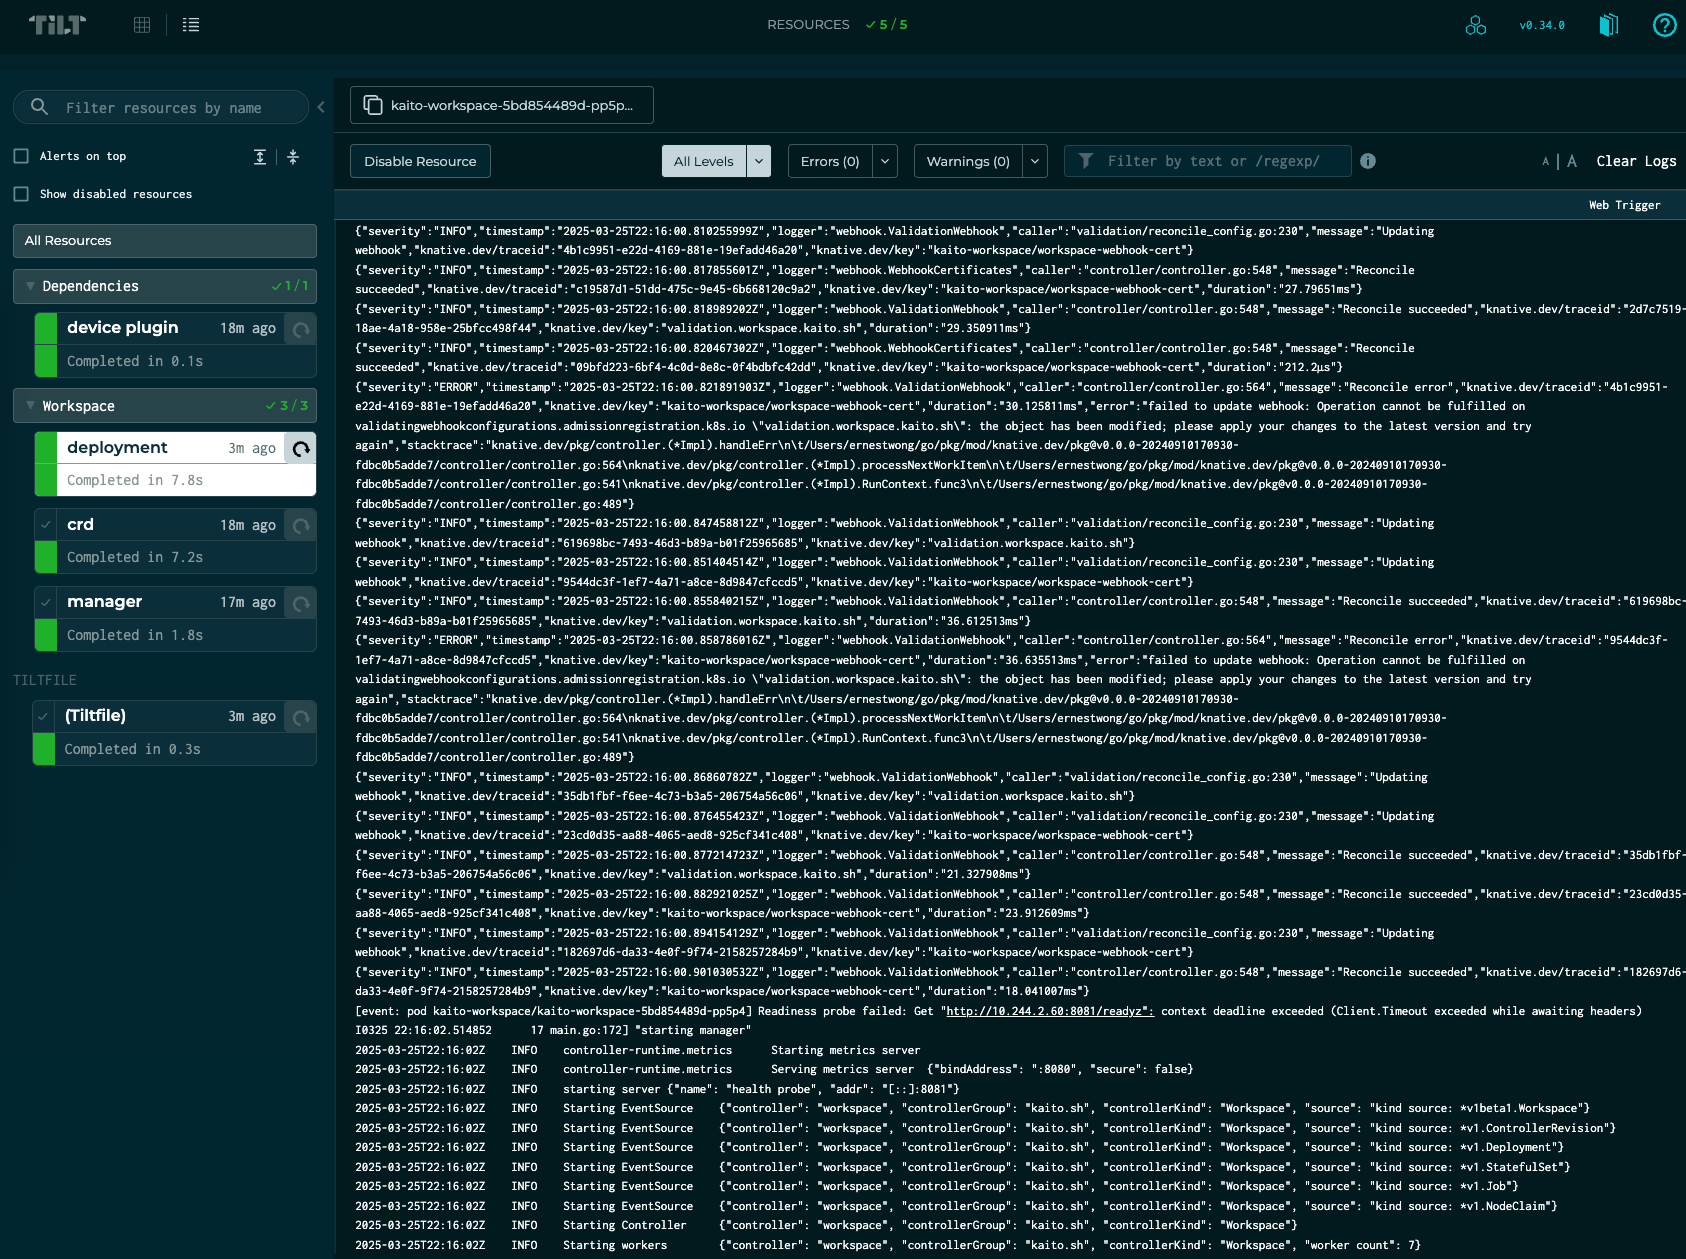 TILT
RESOURCES ✓ 5 / 5
v0.34.0
Filter resources by name
Alerts on top
Show disabled resources
All Resources
Dependencies ✓ 1 / 1
device plugin 18m ago
Completed in 0.1s
Workspace ✓ 3 / 3
deployment 3m ago
Completed in 7.8s
crd 18m ago
Completed in 7.2s
manager 17m ago
Completed in 1.8s
TILTFILE
(Tiltfile) 3m ago
Completed in 0.3s
kaito-workspace-5bd854489d-pp5p...
Disable Resource
All Levels
Errors (0)
Warnings (0)
Filter by text or /regexp/
A | A Clear Logs
Web Trigger
{"severity":"INFO","timestamp":"2025-03-25T22:16:00.810255999Z","logger":"webhook.ValidationWebhook","caller":"validation/reconcile_config.go:230","message":"Updating
webhook","knative.dev/traceid":"4b1c9951-e22d-4169-881e-19efadd46a20","knative.dev/key":"kaito-workspace/workspace-webhook-cert"}
{"severity":"INFO","timestamp":"2025-03-25T22:16:00.817855601Z","logger":"webhook.WebhookCertificates","caller":"controller/controller.go:548","message":"Reconcile
succeeded","knative.dev/traceid":"c19587d1-51dd-475c-9e45-6b668120c9a2","knative.dev/key":"kaito-workspace/workspace-webhook-cert","duration":"27.79651ms"}
{"severity":"INFO","timestamp":"2025-03-25T22:16:00.818989202Z","logger":"webhook.ValidationWebhook","caller":"controller/controller.go:548","message":"Reconcile succeeded","knative.dev/traceid":"2d7c7519-
18ae-4a18-958e-25bfcc498f44","knative.dev/key":"validation.workspace.kaito.sh","duration":"29.350911ms"}
{"severity":"INFO","timestamp":"2025-03-25T22:16:00.820467302Z","logger":"webhook.WebhookCertificates","caller":"controller/controller.go:548","message":"Reconcile
succeeded","knative.dev/traceid":"09bfd223-6bf4-4c0d-8e8c-0f4bdbfc42dd","knative.dev/key":"kaito-workspace/workspace-webhook-cert","duration":"212.2µs"}
{"severity":"ERROR","timestamp":"2025-03-25T22:16:00.821891903Z","logger":"webhook.ValidationWebhook","caller":"controller/controller.go:564","message":"Reconcile error","knative.dev/traceid":"4b1c9951-
e22d-4169-881e-19efadd46a20","knative.dev/key":"kaito-workspace/workspace-webhook-cert","duration":"30.125811ms","error":"failed to update webhook: Operation cannot be fulfilled on
validatingwebhookconfigurations.admissionregistration.k8s.io \"validation.workspace.kaito.sh\": the object has been modified; please apply your changes to the latest version and try
again","stacktrace":"knative.dev/pkg/controller.(*Impl).handleErr\n\t/Users/ernestwong/go/pkg/mod/knative.dev/pkg@v0.0.0-20240910170930-
fdbc0b5adde7/controller/controller.go:564\nknative.dev/pkg/controller.(*Impl).processNextWorkItem\n\t/Users/ernestwong/go/pkg/mod/knative.dev/pkg@v0.0.0-20240910170930-
fdbc0b5adde7/controller/controller.go:541\nknative.dev/pkg/controller.(*Impl).RunContext.func3\n\t/Users/ernestwong/go/pkg/mod/knative.dev/pkg@v0.0.0-20240910170930-
fdbc0b5adde7/controller/controller.go:489"}
{"severity":"INFO","timestamp":"2025-03-25T22:16:00.847458812Z","logger":"webhook.ValidationWebhook","caller":"validation/reconcile_config.go:230","message":"Updating
webhook","knative.dev/traceid":"619698bc-7493-46d3-b89a-b01f25965685","knative.dev/key":"validation.workspace.kaito.sh"}
{"severity":"INFO","timestamp":"2025-03-25T22:16:00.851404514Z","logger":"webhook.ValidationWebhook","caller":"validation/reconcile_config.go:230","message":"Updating
webhook","knative.dev/traceid":"9544dc3f-1ef7-4a71-a8ce-8d9847cfccd5","knative.dev/key":"kaito-workspace/workspace-webhook-cert"}
{"severity":"INFO","timestamp":"2025-03-25T22:16:00.855840215Z","logger":"webhook.ValidationWebhook","caller":"controller/controller.go:548","message":"Reconcile succeeded","knative.dev/traceid":"619698bc-
7493-46d3-b89a-b01f25965685","knative.dev/key":"validation.workspace.kaito.sh","duration":"36.612513ms"}
{"severity":"ERROR","timestamp":"2025-03-25T22:16:00.858786016Z","logger":"webhook.ValidationWebhook","caller":"controller/controller.go:564","message":"Reconcile error","knative.dev/traceid":"9544dc3f-
1ef7-4a71-a8ce-8d9847cfccd5","knative.dev/key":"kaito-workspace/workspace-webhook-cert","duration":"36.635513ms","error":"failed to update webhook: Operation cannot be fulfilled on
validatingwebhookconfigurations.admissionregistration.k8s.io \"validation.workspace.kaito.sh\": the object has been modified; please apply your changes to the latest version and try
again","stacktrace":"knative.dev/pkg/controller.(*Impl).handleErr\n\t/Users/ernestwong/go/pkg/mod/knative.dev/pkg@v0.0.0-20240910170930-
fdbc0b5adde7/controller/controller.go:564\nknative.dev/pkg/controller.(*Impl).processNextWorkItem\n\t/Users/ernestwong/go/pkg/mod/knative.dev/pkg@v0.0.0-20240910170930-
fdbc0b5adde7/controller/controller.go:541\nknative.dev/pkg/controller.(*Impl).RunContext.func3\n\t/Users/ernestwong/go/pkg/mod/knative.dev/pkg@v0.0.0-20240910170930-
fdbc0b5adde7/controller/controller.go:489"}
{"severity":"INFO","timestamp":"2025-03-25T22:16:00.86860782Z","logger":"webhook.ValidationWebhook","caller":"validation/reconcile_config.go:230","message":"Updating
webhook","knative.dev/traceid":"35db1fbf-f6ee-4c73-b3a5-206754a56c06","knative.dev/key":"validation.workspace.kaito.sh"}
{"severity":"INFO","timestamp":"2025-03-25T22:16:00.876455423Z","logger":"webhook.ValidationWebhook","caller":"validation/reconcile_config.go:230","message":"Updating
webhook","knative.dev/traceid":"23cd0d35-aa88-4065-aed8-925cf341c408","knative.dev/key":"kaito-workspace/workspace-webhook-cert"}
{"severity":"INFO","timestamp":"2025-03-25T22:16:00.877214723Z","logger":"webhook.ValidationWebhook","caller":"controller/controller.go:548","message":"Reconcile succeeded","knative.dev/traceid":"35db1fbf-
f6ee-4c73-b3a5-206754a56c06","knative.dev/key":"validation.workspace.kaito.sh","duration":"21.327908ms"}
{"severity":"INFO","timestamp":"2025-03-25T22:16:00.882921025Z","logger":"webhook.ValidationWebhook","caller":"controller/controller.go:548","message":"Reconcile succeeded","knative.dev/traceid":"23cd0d35-
aa88-4065-aed8-925cf341c408","knative.dev/key":"kaito-workspace/workspace-webhook-cert","duration":"23.912609ms"}
{"severity":"INFO","timestamp":"2025-03-25T22:16:00.894154129Z","logger":"webhook.ValidationWebhook","caller":"validation/reconcile_config.go:230","message":"Updating
webhook","knative.dev/traceid":"182697d6-da33-4e0f-9f74-2158257284b9","knative.dev/key":"kaito-workspace/workspace-webhook-cert"}
{"severity":"INFO","timestamp":"2025-03-25T22:16:00.901030532Z","logger":"webhook.ValidationWebhook","caller":"controller/controller.go:548","message":"Reconcile succeeded","knative.dev/traceid":"182697d6-
da33-4e0f-9f74-2158257284b9","knative.dev/key":"kaito-workspace/workspace-webhook-cert","duration":"18.041007ms"}
[event: pod kaito-workspace/kaito-workspace-5bd854489d-pp5p4] Readiness probe failed: Get "http://10.244.2.60:8081/readyz": context deadline exceeded (Client.Timeout exceeded while awaiting headers)
I0325 22:16:02.514852 17 main.go:172] "starting manager"
2025-03-25T22:16:02Z INFO controller-runtime.metrics Starting metrics server
2025-03-25T22:16:02Z INFO controller-runtime.metrics Serving metrics server {"bindAddress": ":8080", "secure": false}
2025-03-25T22:16:02Z INFO starting server {"name": "health probe", "addr": "[::]:8081"}
2025-03-25T22:16:02Z INFO Starting EventSource {"controller": "workspace", "controllerGroup": "kaito.sh", "controllerKind": "Workspace", "source": "kind source: *v1beta1.Workspace"}
2025-03-25T22:16:02Z INFO Starting EventSource {"controller": "workspace", "controllerGroup": "kaito.sh", "controllerKind": "Workspace", "source": "kind source: *v1.ControllerRevision"}
2025-03-25T22:16:02Z INFO Starting EventSource {"controller": "workspace", "controllerGroup": "kaito.sh", "controllerKind": "Workspace", "source": "kind source: *v1.Deployment"}
2025-03-25T22:16:02Z INFO Starting EventSource {"controller": "workspace", "controllerGroup": "kaito.sh", "controllerKind": "Workspace", "source": "kind source: *v1.StatefulSet"}
2025-03-25T22:16:02Z INFO Starting EventSource {"controller": "workspace", "controllerGroup": "kaito.sh", "controllerKind": "Workspace", "source": "kind source: *v1.Job"}
2025-03-25T22:16:02Z INFO Starting EventSource {"controller": "workspace", "controllerGroup": "kaito.sh", "controllerKind": "Workspace", "source": "kind source: *v1.NodeClaim"}
2025-03-25T22:16:02Z INFO Starting Controller {"controller": "workspace", "controllerGroup": "kaito.sh", "controllerKind": "Workspace"}
2025-03-25T22:16:02Z INFO Starting workers {"controller": "workspace", "controllerGroup": "kaito.sh", "controllerKind": "Workspace", "worker count": 7}